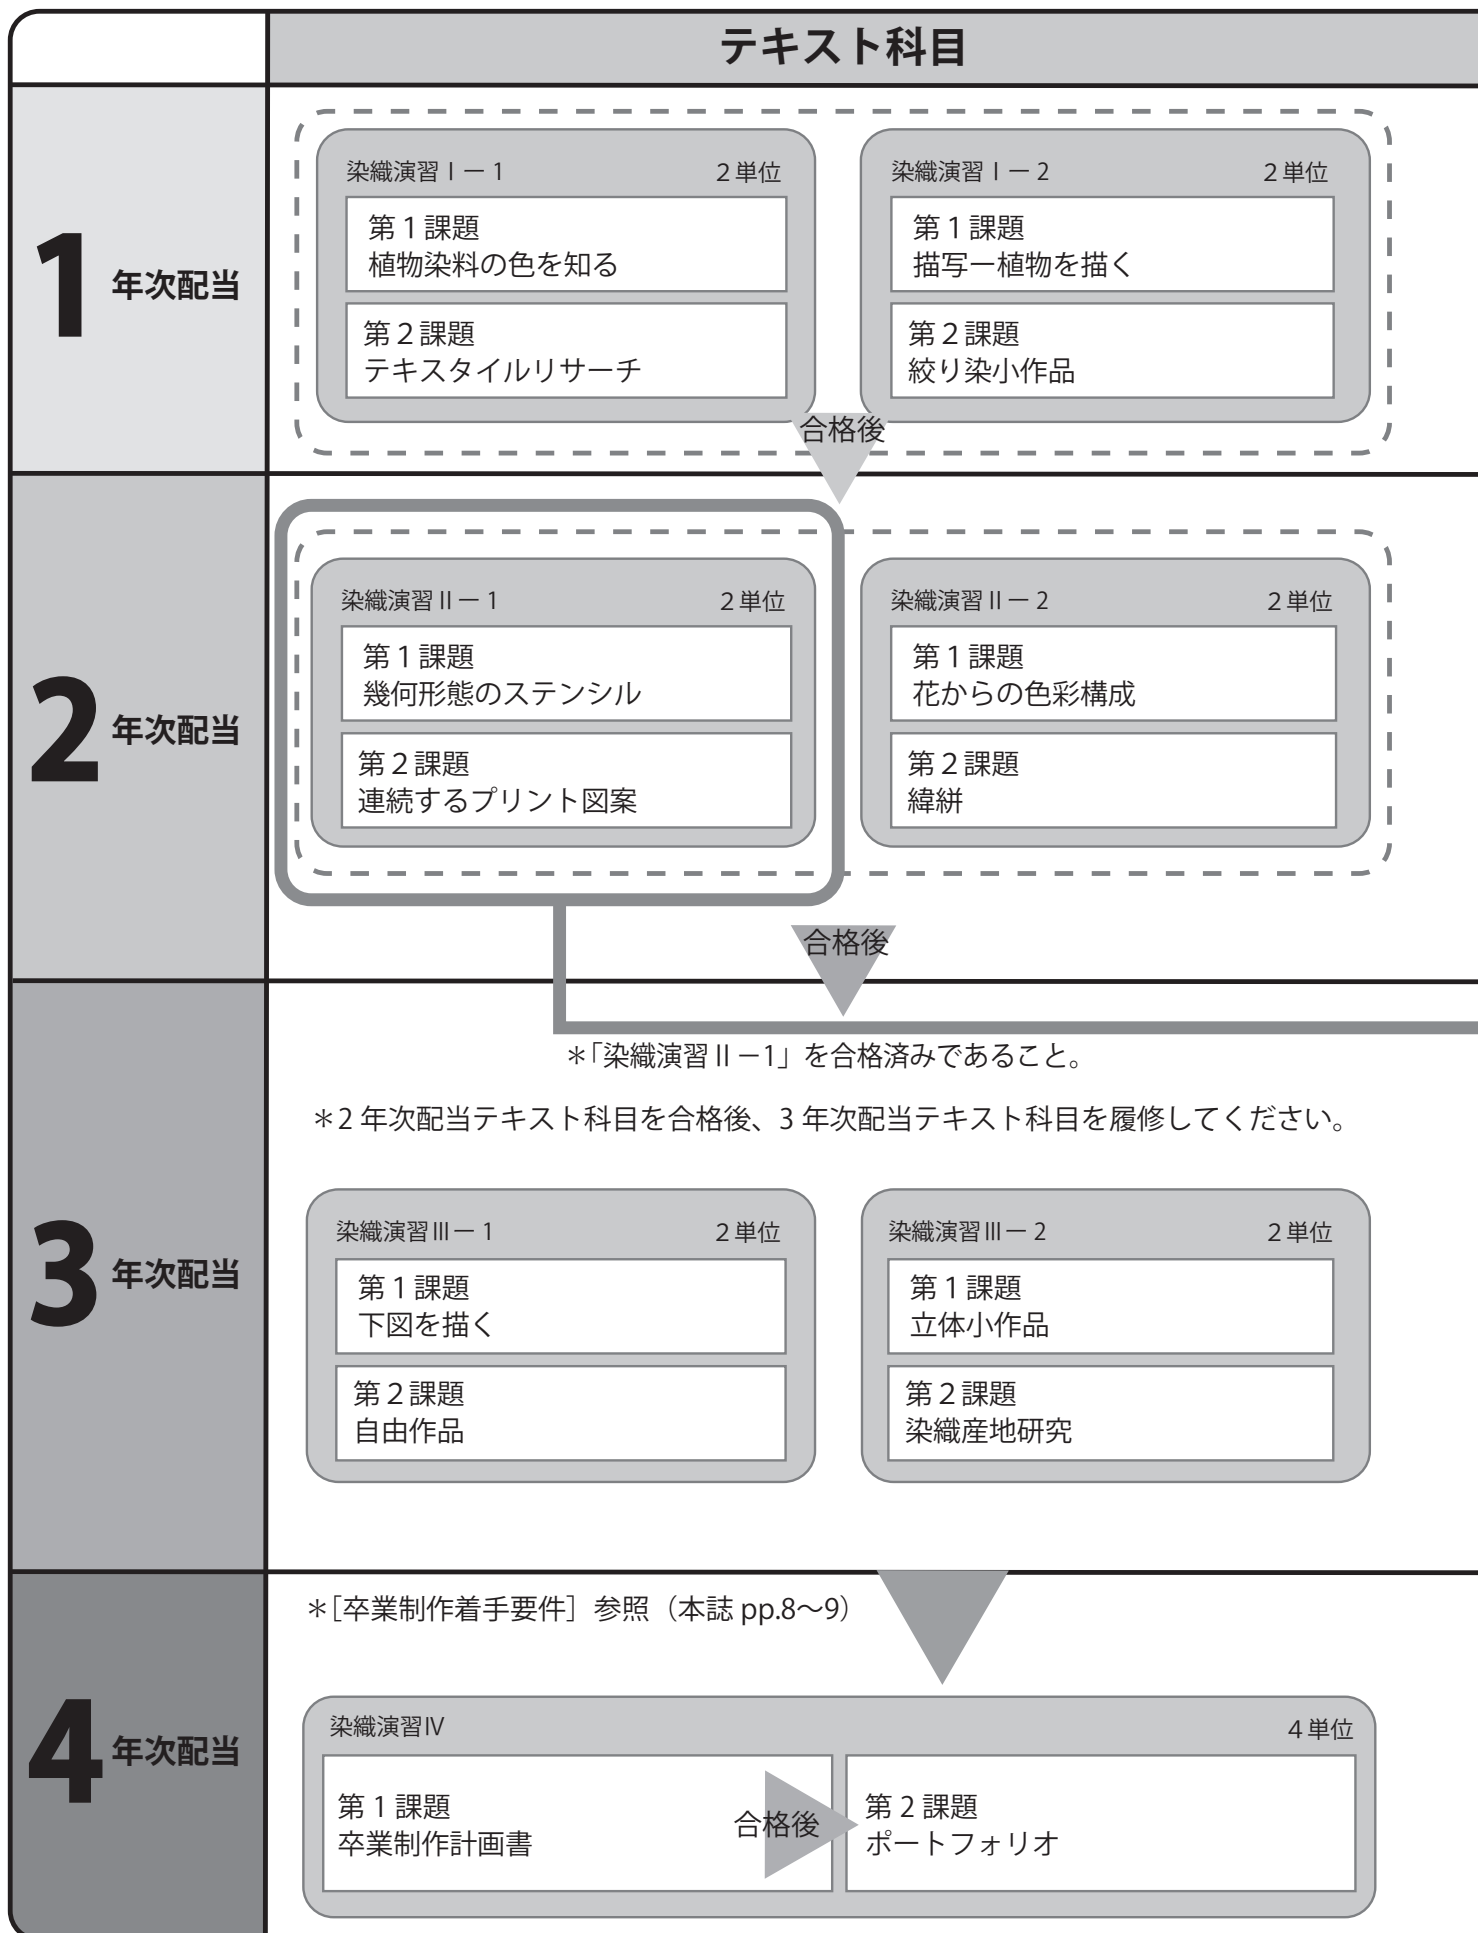 テキスト科目
1 年次配当
染織演習Ⅰー 1 2単位
第1課題
植物染料の色を知る
第2課題
テキスタイルリサーチ
染織演習Ⅰー 2 2単位
第1課題
描写ー植物を描く
第2課題
絞り染小作品
合格後
2 年次配当
染織演習Ⅱー 1 2単位
第1課題
幾何形態のステンシル
第2課題
連続するプリント図案
染織演習Ⅱー 2 2単位
第1課題
花からの色彩構成
第2課題
緯絣
合格後
＊「染織演習Ⅱー1」を合格済みであること。
＊2 年次配当テキスト科目を合格後、3 年次配当テキスト科目を履修してください。
3 年次配当
染織演習Ⅲー 1 2単位
第1課題
下図を描く
第2課題
自由作品
染織演習Ⅲー 2 2単位
第1課題
立体小作品
第2課題
染織産地研究
＊［卒業制作着手要件］参照（本誌 pp.8〜9）
4 年次配当
染織演習Ⅳ 4単位
第1課題
卒業制作計画書
合格後
第2課題
ポートフォリオ